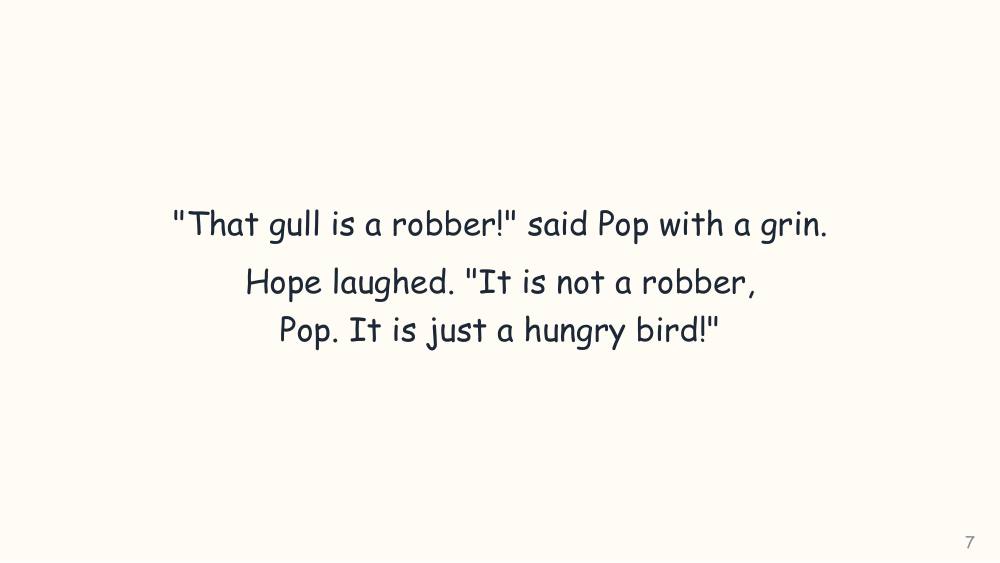 "That gull is a robber!" said Pop with a grin.
Hope laughed. "It is not a robber,
Pop. It is just a hungry bird!"
7